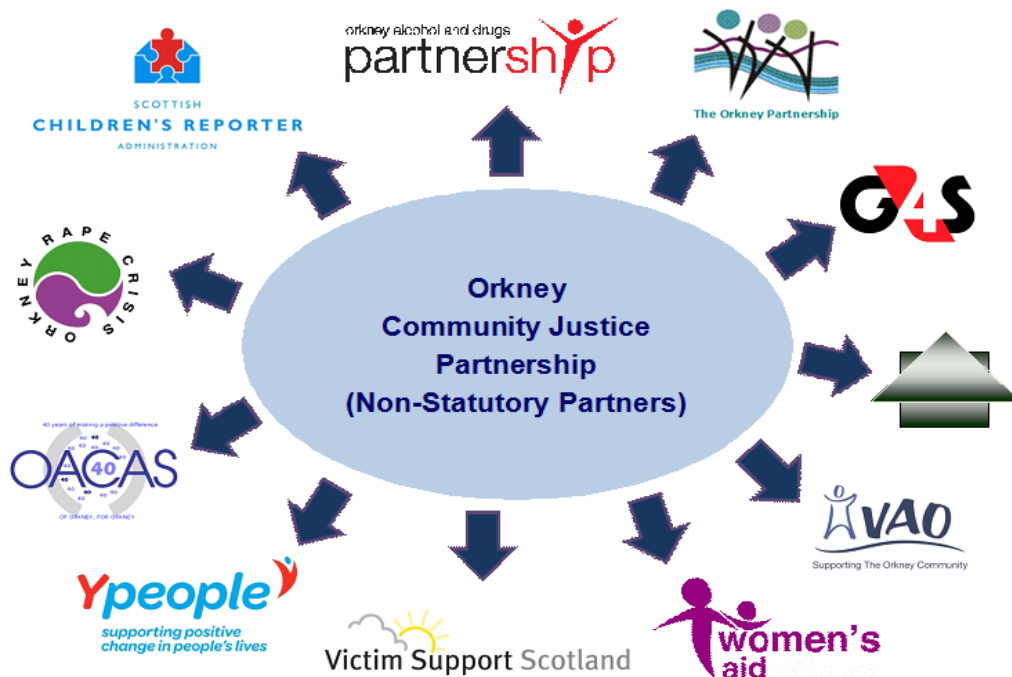 orkney alcohol and drugs
partnership
The Orkney Partnership
SCOTTISH
CHILDREN'S REPORTER
ADMINISTRATION
G4S
ORKNEY RAPE CRISIS
Orkney
Community Justice
Partnership
(Non-Statutory Partners)
40 years of making a positive difference
OACAS
40
OF ORKNEY, FOR ORKNEY
VAO
Supporting The Orkney Community
Ypeople
supporting positive
change in people's lives
Victim Support Scotland
women's
aid